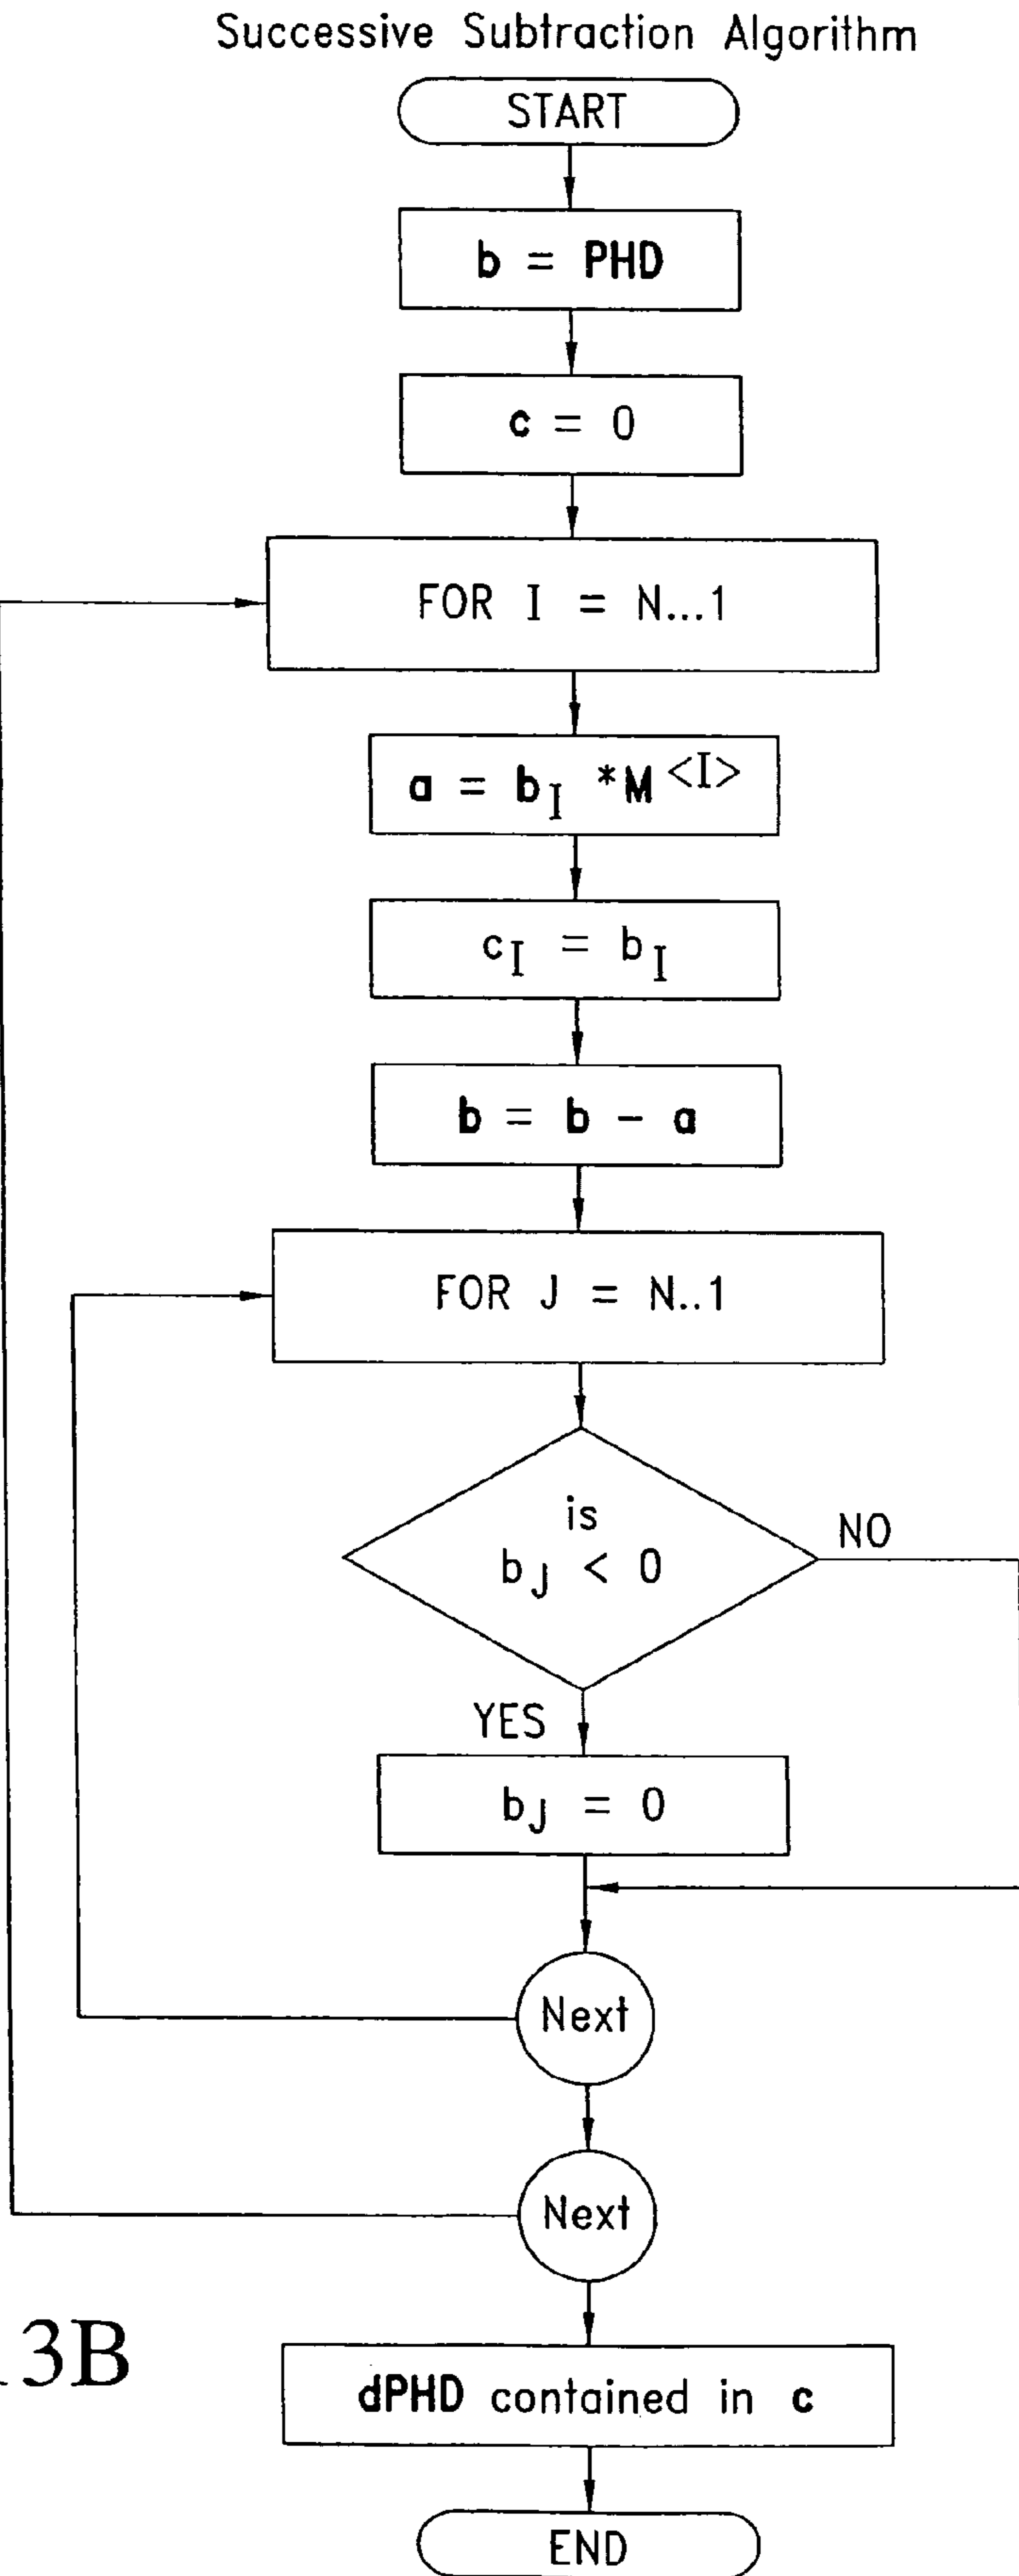 Successive Subtraction Algorithm
START
b = PHD
c = 0
FOR I = N...1
a = b_I *M^<I>
c_I = b_I
b = b - a
FOR J = N..1
is
b_J < 0
NO
YES
b_J = 0
Next
Next
3B
dPHD contained in c
END